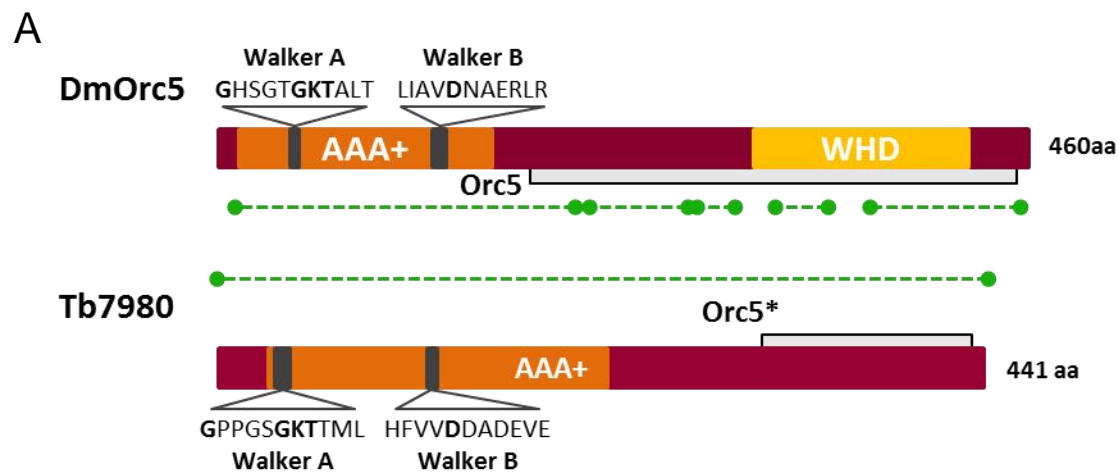 A
Walker A Walker B
DmOrc5 GHSGTGKTALT LIAVDNAERLR
AAA+ WHD 460aa
Orc5
Tb7980
Orc5*
AAA+ 441 aa
GPPGSGKTTML HFVVDDADEVE
Walker A Walker B